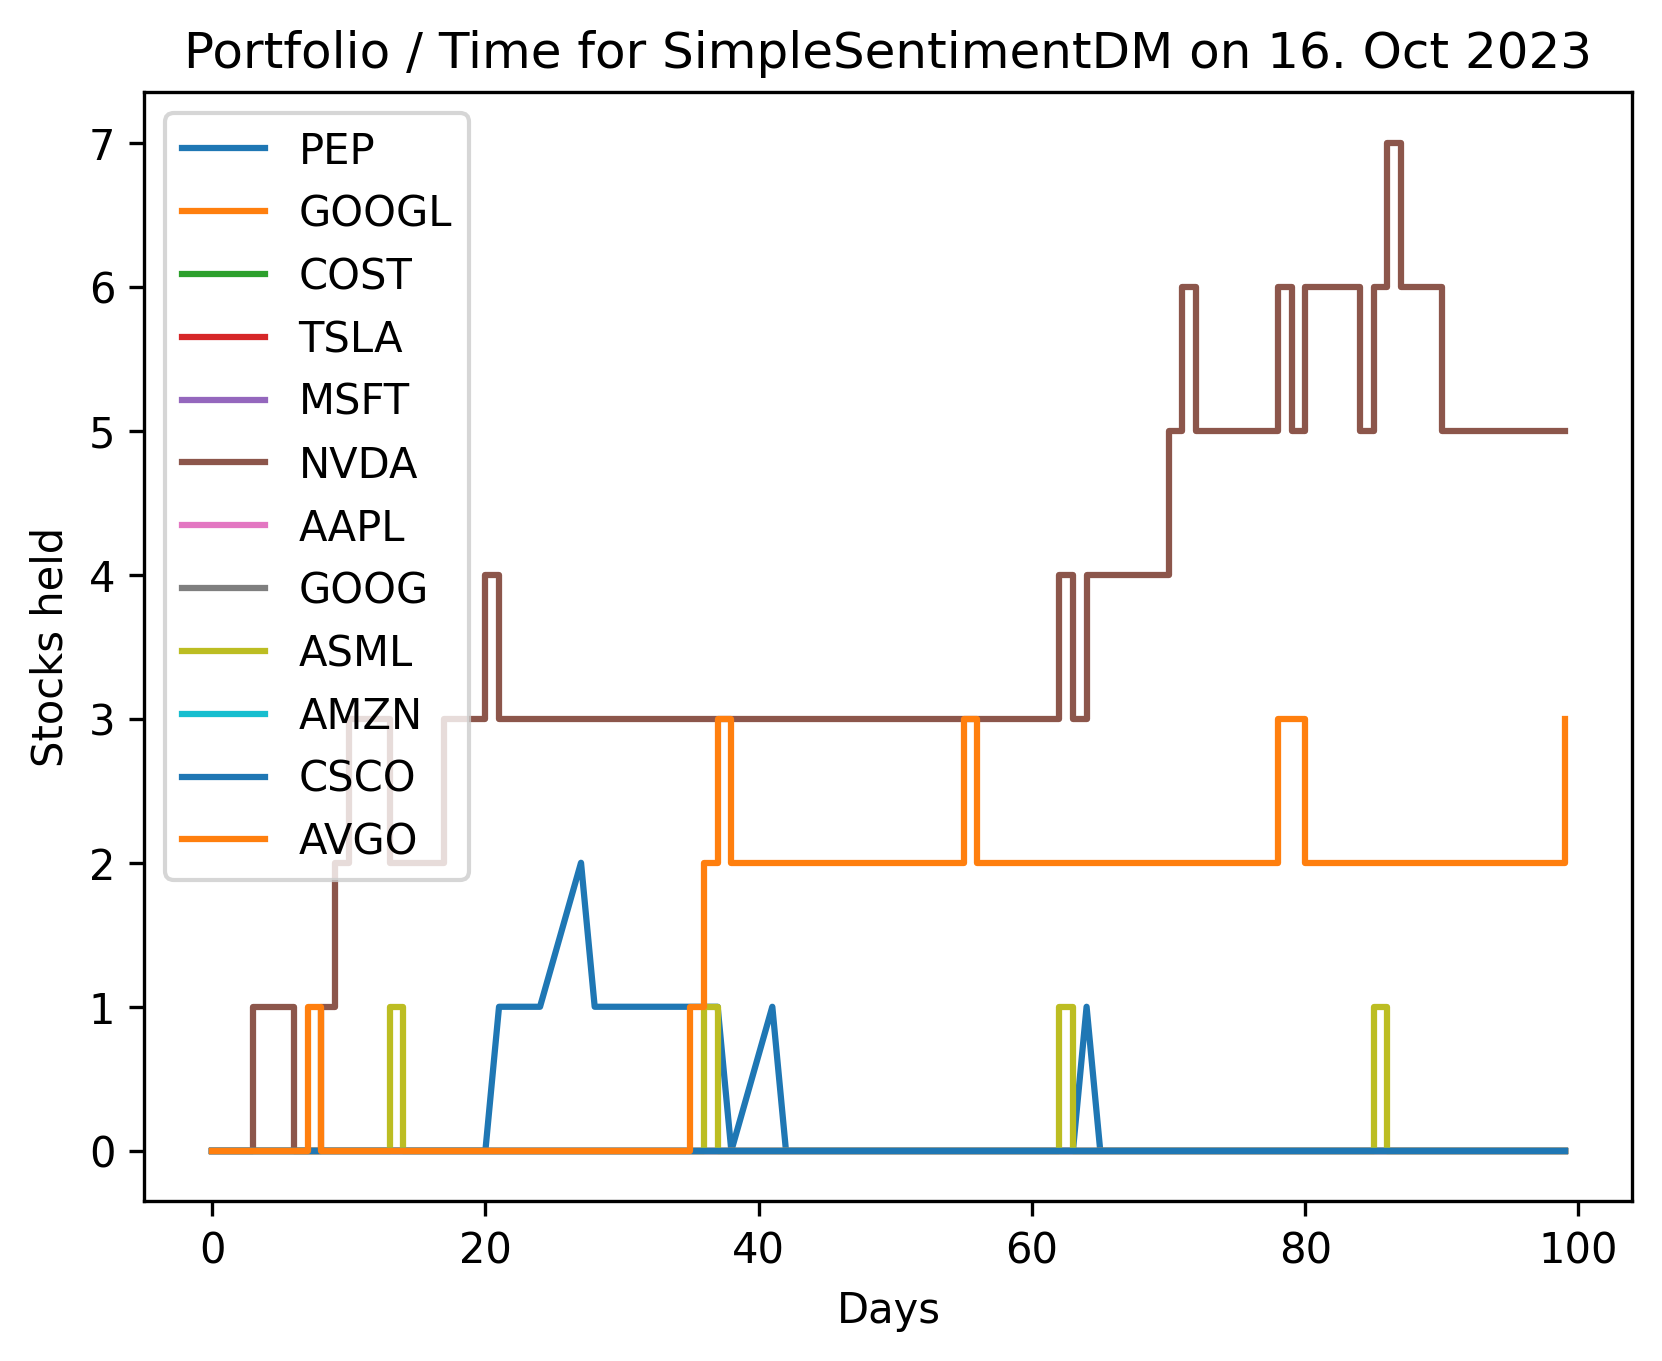 Portfolio / Time for SimpleSentimentDM on 16. Oct 2023
7
6
5
4
3
2
1
0
Stocks held
PEP
GOOGL
COST
TSLA
MSFT
NVDA
AAPL
GOOG
ASML
AMZN
CSCO
AVGO
0 20 40 60 80 100
Days